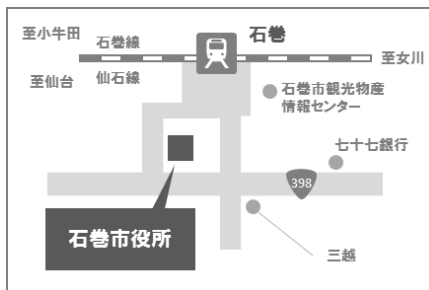 至小牛田
石巻線
石巻
至女川
至仙台
仙石線
石巻市観光物産
情報センター
七十七銀行
398
石巻市役所
三越